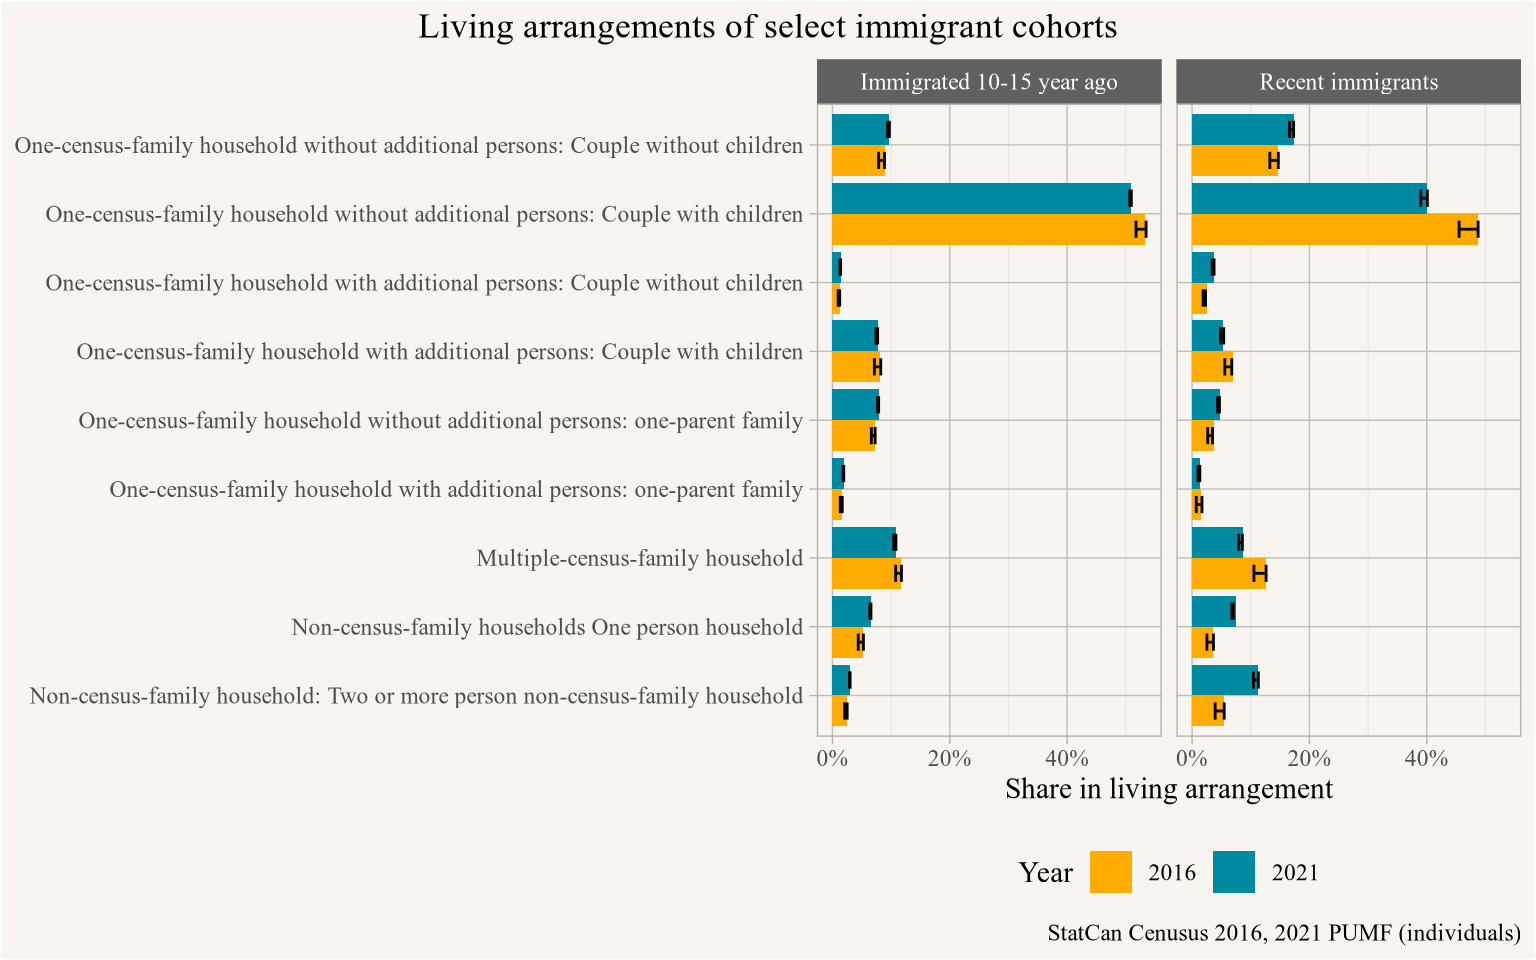 Living arrangements of select immigrant cohorts
Immigrated 10-15 year ago
Recent immigrants
One-census-family household without additional persons: Couple without children
One-census-family household without additional persons: Couple with children
One-census-family household with additional persons: Couple without children
One-census-family household with additional persons: Couple with children
One-census-family household without additional persons: one-parent family
One-census-family household with additional persons: one-parent family
Multiple-census-family household
Non-census-family households One person household
Non-census-family household: Two or more person non-census-family household
0% 20% 40%
0% 20% 40%
Share in living arrangement
Year 2016 2021
StatCan Cenusus 2016, 2021 PUMF (individuals)